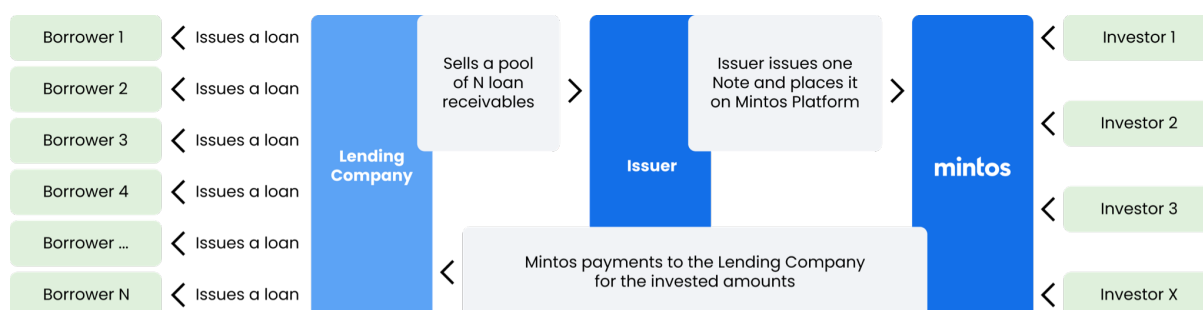 Borrower 1
Issues a loan
Borrower 2
Issues a loan
Borrower 3
Issues a loan
Borrower 4
Issues a loan
Borrower ...
Issues a loan
Borrower N
Issues a loan
Lending
Company
Sells a pool
of N loan
receivables
Issuer
Issuer issues one
Note and places it
on Mintos Platform
mintos
Mintos payments to the Lending Company
for the invested amounts
Investor 1
Investor 2
Investor 3
Investor X